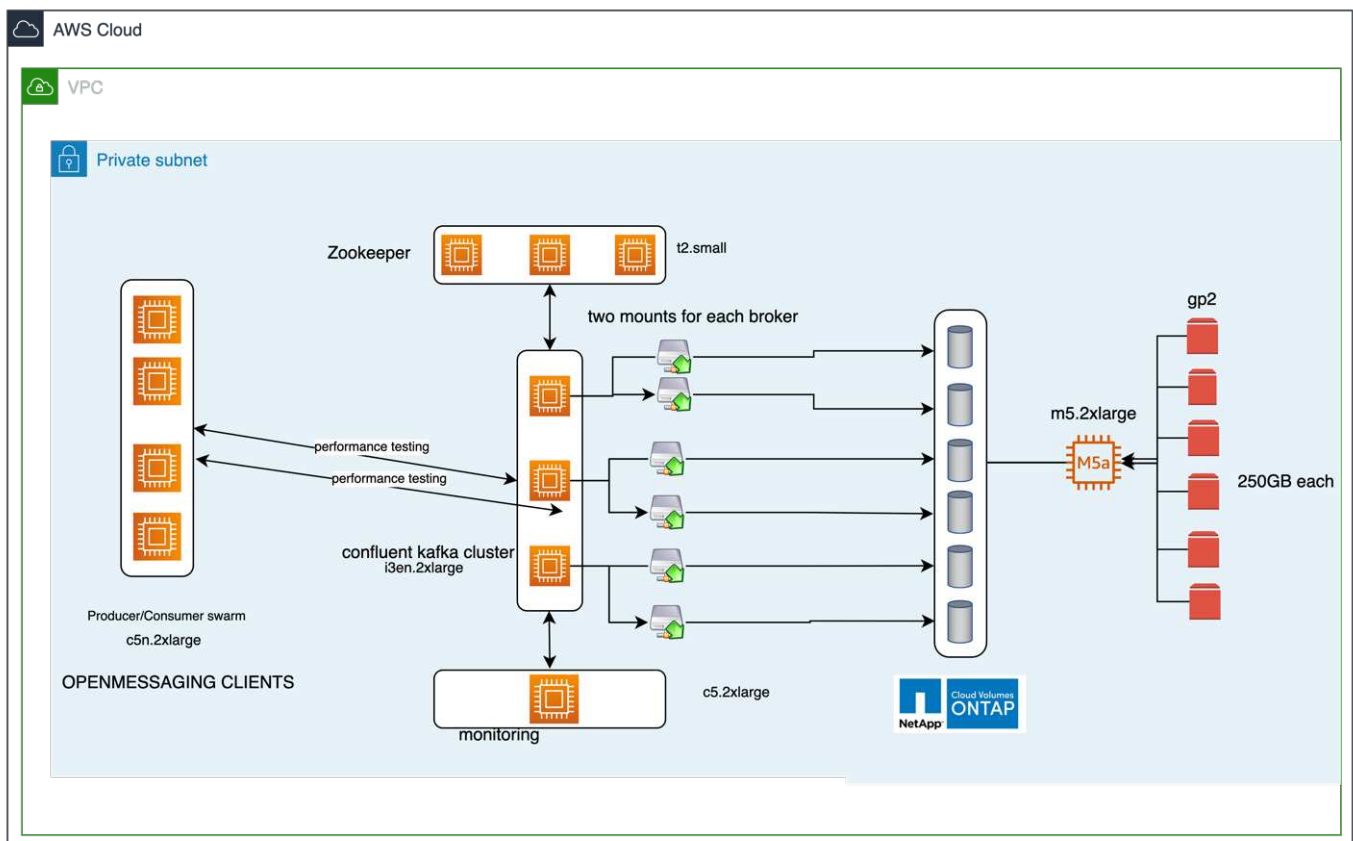 AWS Cloud
VPC
Private subnet
Zookeeper
t2.small
two mounts for each broker
gp2
m5.2xlarge
M5a
250GB each
performance testing
performance testing
confluent kafka cluster
i3en.2xlarge
Producer/Consumer swarm
c5n.2xlarge
OPENMESSAGING CLIENTS
c5.2xlarge
monitoring
NetApp
Cloud Volumes
ONTAP